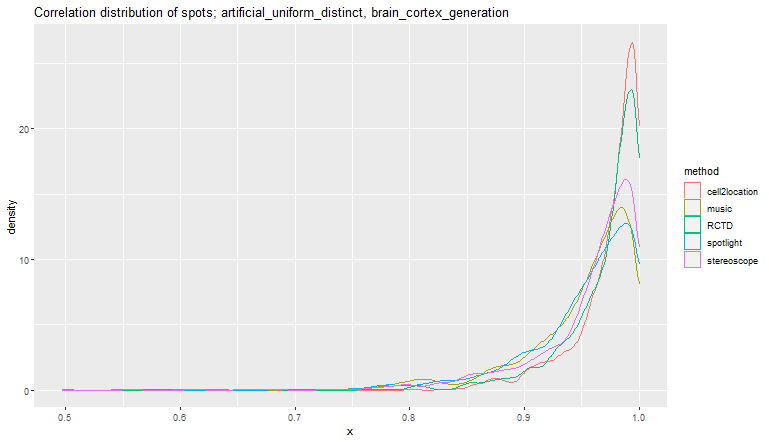 Correlation distribution of spots; artificial_uniform_distinct, brain_cortex_generation
density
20
10
0
0.5 0.6 0.7 0.8 0.9 1.0
x
method
cell2location
music
RCTD
spotlight
stereoscope